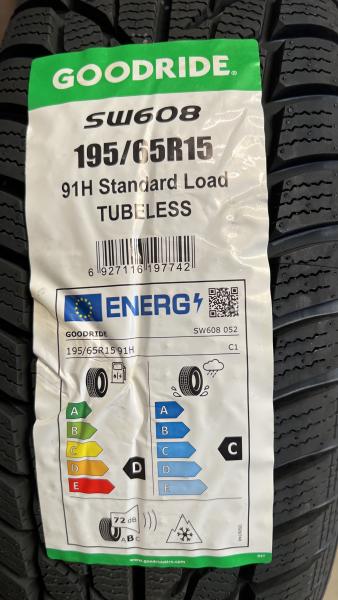 GOODRIDE®
SW608
195/65R15
91H Standard Load
TUBELESS
6 927116 197742
ENERG
GOODRIDE SW608 052
195/65R15 91H C1
A A
B B
C C C
D D D
E E
72 dB
ABC
www.goodridetire.com